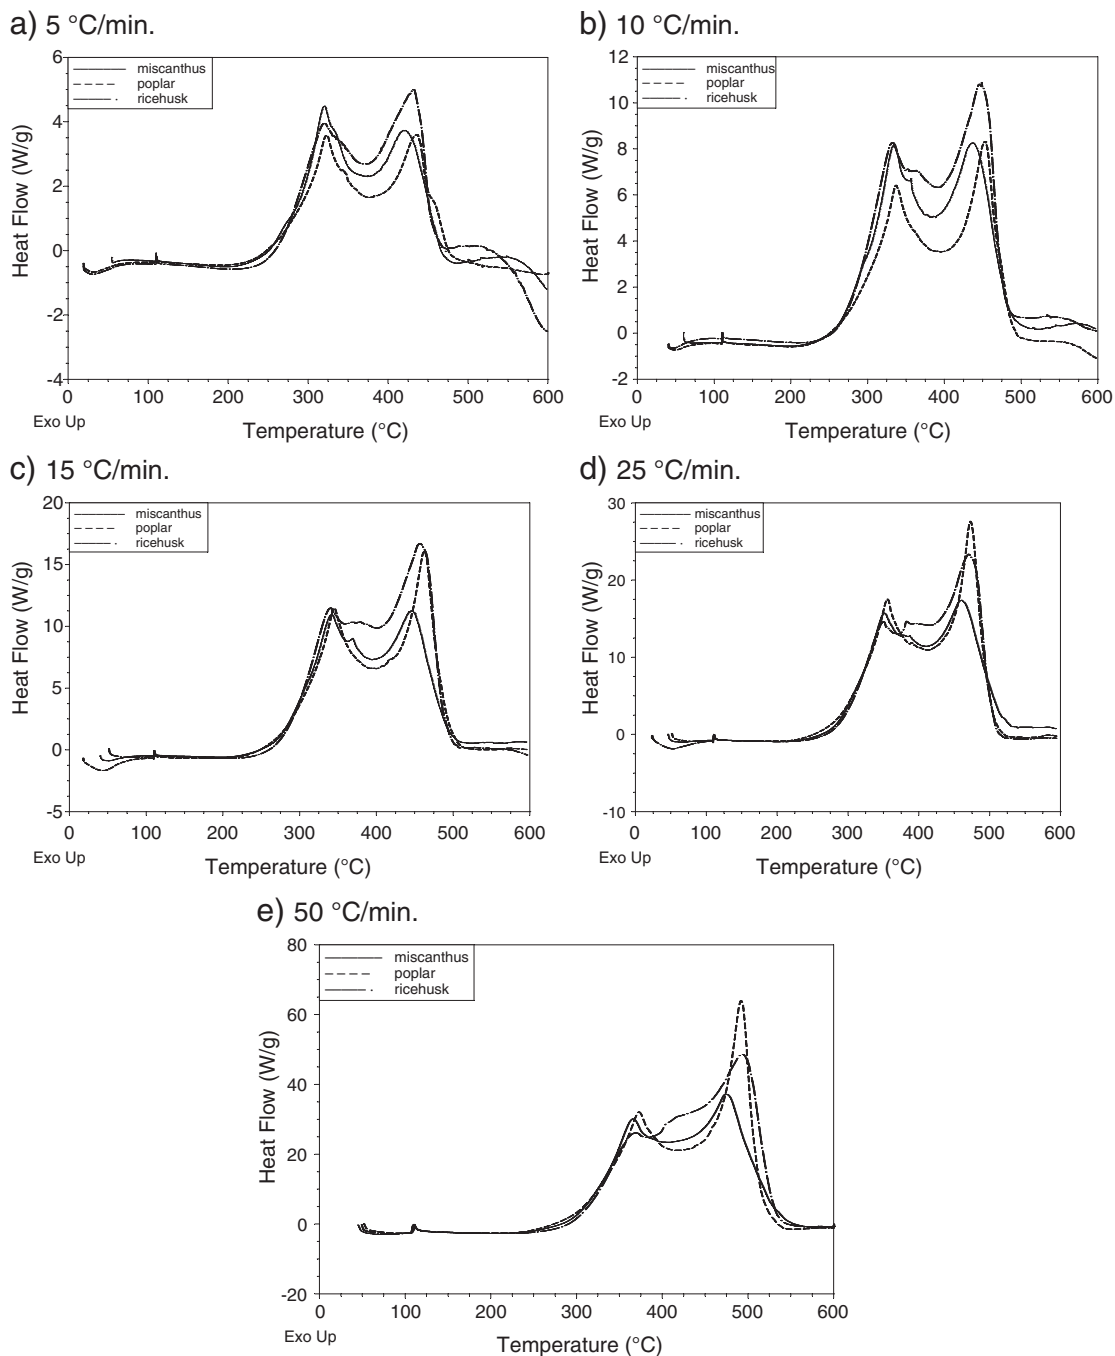 a) 5 °C/min.
6
4
2
0
-2
-4
Heat Flow (W/g)
miscanthus
poplar
ricehusk
0 100 200 300 400 500 600
Exo Up
Temperature (°C)
b) 10 °C/min.
12
10
8
6
4
2
0
-2
Heat Flow (W/g)
miscanthus
poplar
ricehusk
0 100 200 300 400 500 600
Exo Up
Temperature (°C)
c) 15 °C/min.
20
15
10
5
0
-5
Heat Flow (W/g)
miscanthus
poplar
ricehusk
0 100 200 300 400 500 600
Exo Up
Temperature (°C)
d) 25 °C/min.
30
20
10
0
-10
Heat Flow (W/g)
miscanthus
poplar
ricehusk
0 100 200 300 400 500 600
Exo Up
Temperature (°C)
e) 50 °C/min.
80
60
40
20
0
-20
Heat Flow (W/g)
miscanthus
poplar
ricehusk
0 100 200 300 400 500 600
Exo Up
Temperature (°C)